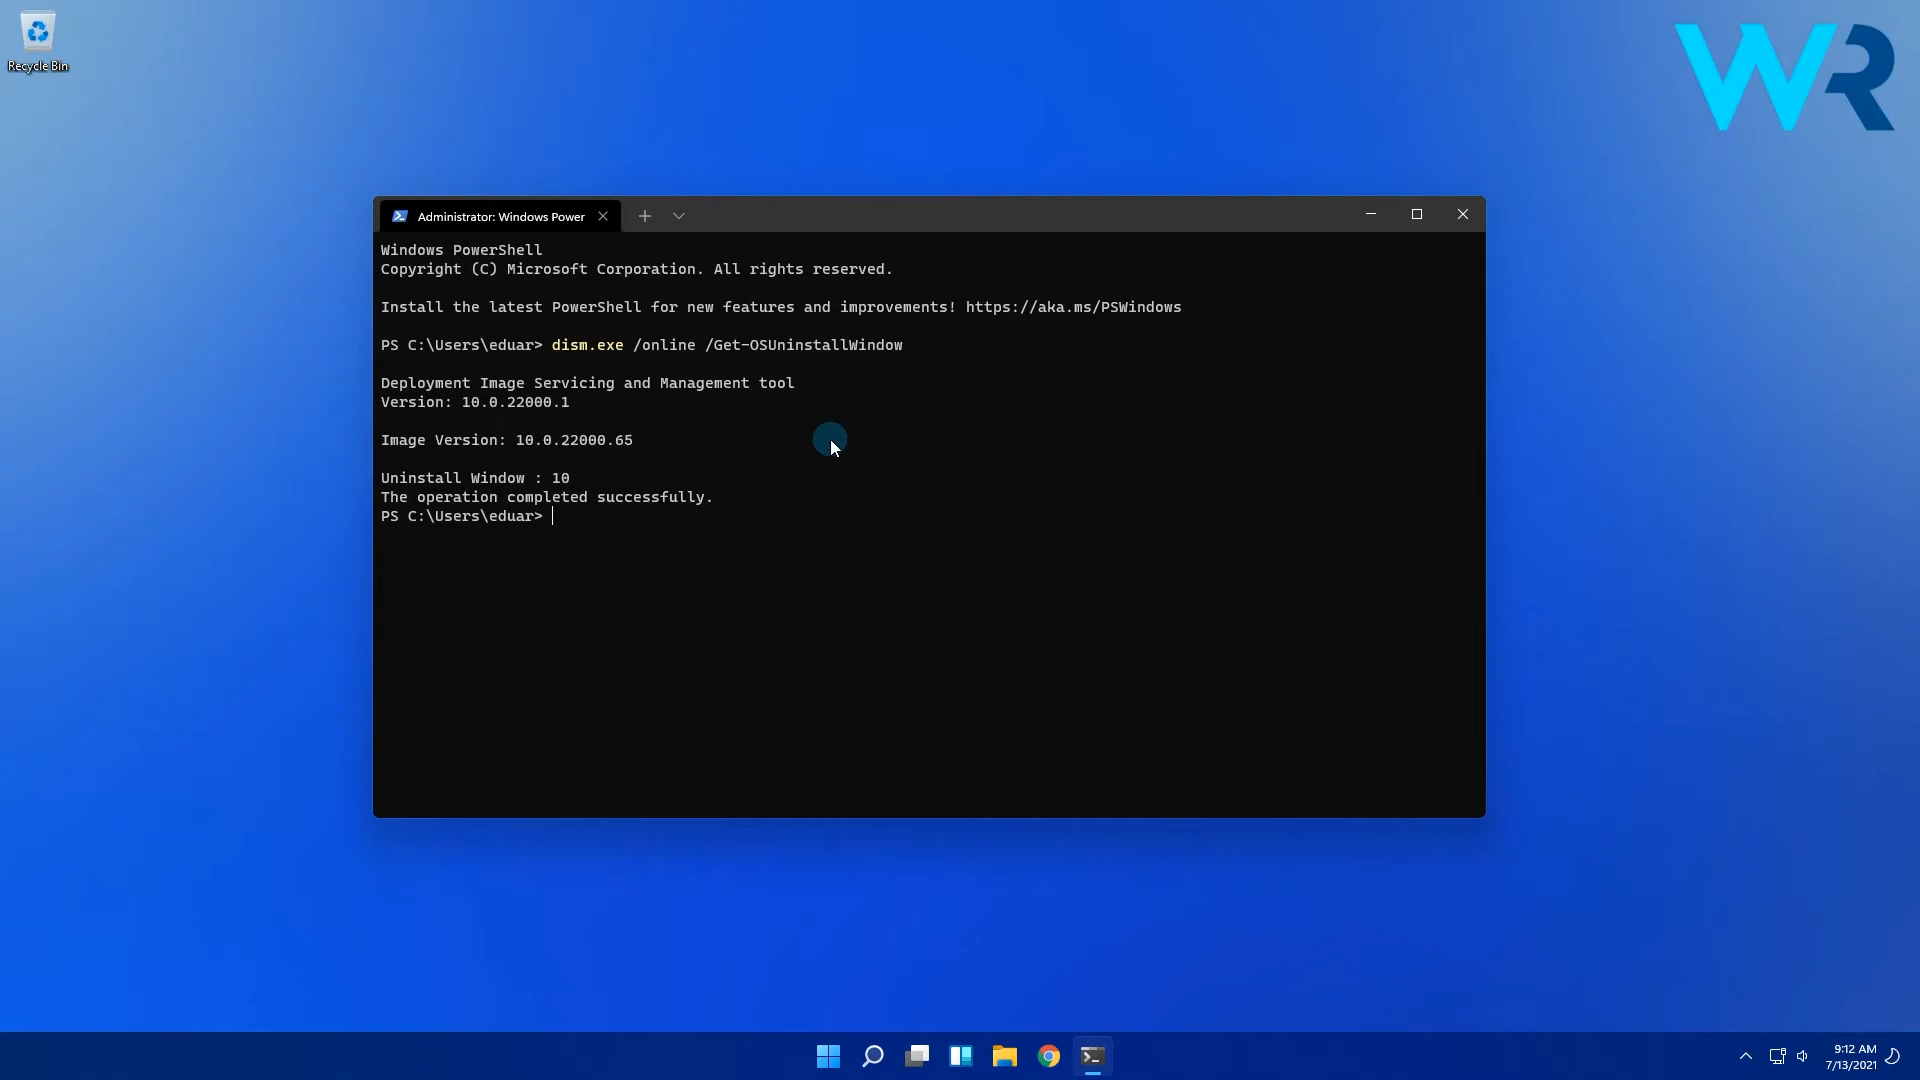 Recycle Bin
WR
Administrator: Windows Power
Windows PowerShell
Copyright (C) Microsoft Corporation. All rights reserved.
Install the latest PowerShell for new features and improvements! https://aka.ms/PSWindows
PS C:\Users\eduar> dism.exe /online /Get-OSUninstallWindow
Deployment Image Servicing and Management tool
Version: 10.0.22000.1
Image Version: 10.0.22000.65
Uninstall Window : 10
The operation completed successfully.
PS C:\Users\eduar>
9:12 AM
7/13/2021